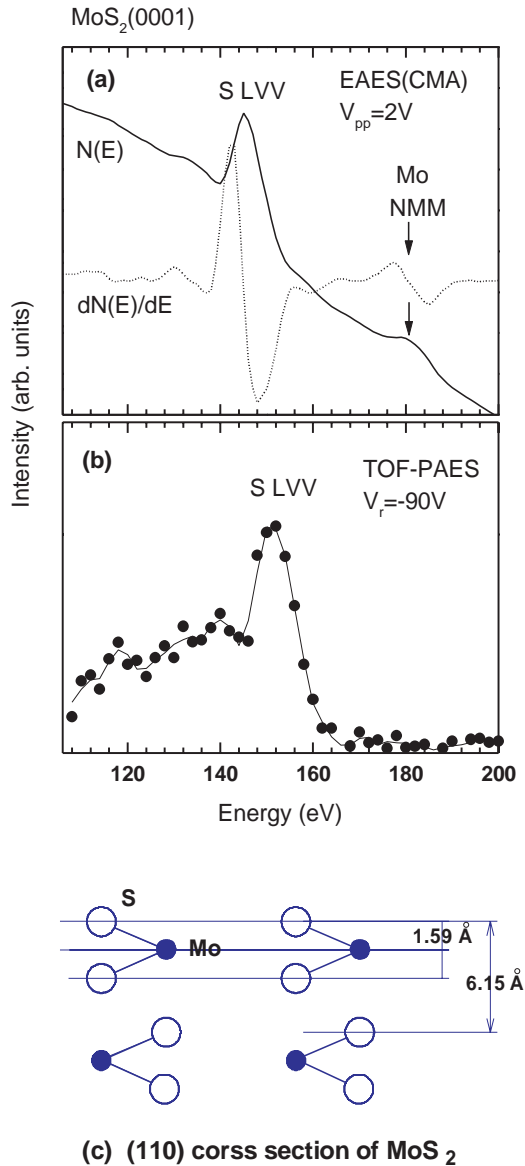 MoS2(0001)
(a)
EAES(CMA)
Vpp=2V
S LVV
N(E)
Mo
NMM
dN(E)/dE
Intensity (arb. units)
(b)
TOF-PAES
Vr=-90V
S LVV
120 140 160 180 200
Energy (eV)
S
Mo
1.59 Å
6.15 Å
(c) (110) corss section of MoS2